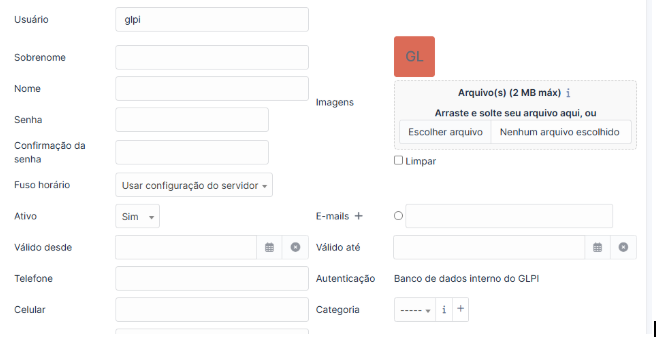 Usuário glpi
Sobrenome
GL
Nome
Imagens
Arquivo(s) (2 MB máx) i
Arraste e solte seu arquivo aqui, ou
Escolher arquivo Nenhum arquivo escolhido
Limpar
Senha
Confirmação da
senha
Fuso horário Usar configuração do servidor
Ativo Sim E-mails +
Válido desde Válido até
Telefone Autenticação Banco de dados interno do GLPI
Celular Categoria ----- i +